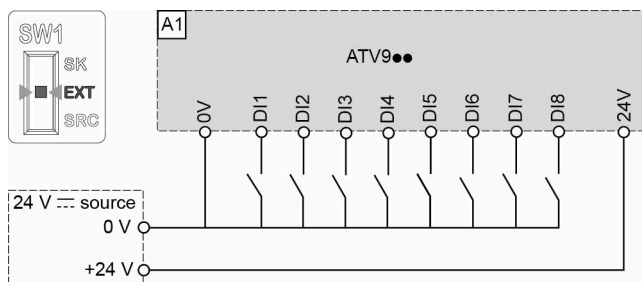 SW1
SK
EXT
SRC
A1
ATV9●●
0V
DI1
DI2
DI3
DI4
DI5
DI6
DI7
DI8
24V
24 V ⎓ source
0 V
+24 V